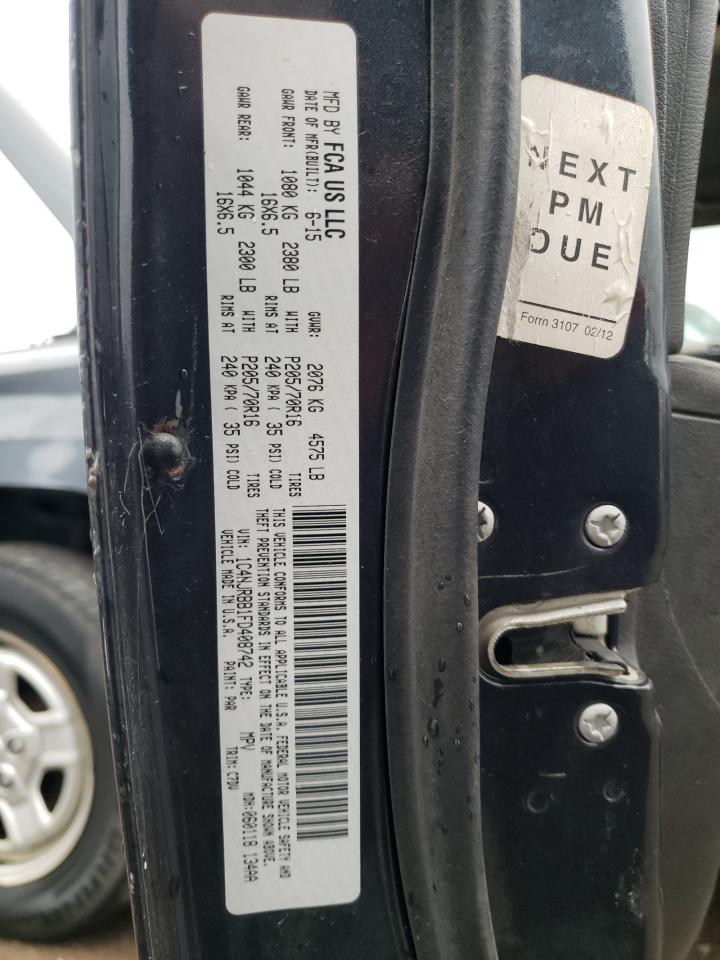 MFD BY FCA US LLC
DATE OF MFR(BUILT): 6-15 GVWR: 2076 KG 4575 LB
GAWR FRONT: 1080 KG 2380 LB WITH P205/70R16 TIRES
16X6.5 RIMS AT 240 KPA ( 35 PSI) COLD
GAWR REAR: 1044 KG 2300 LB WITH P205/70R16 TIRES
16X6.5 RIMS AT 240 KPA ( 35 PSI) COLD
THIS VEHICLE CONFORMS TO ALL APPLICABLE U.S.A. FEDERAL MOTOR VEHICLE SAFETY AND
THEFT PREVENTION STANDARDS IN EFFECT ON THE DATE OF MANUFACTURE SHOWN ABOVE.
VIN: 1C4NJRBB1FD408742 TYPE: MPV MDH:060118 134AA
VEHICLE MADE IN U.S.A. PAINT: PAR TRIM: C7DV
NEXT
PM
DUE
Form 3107 02/12